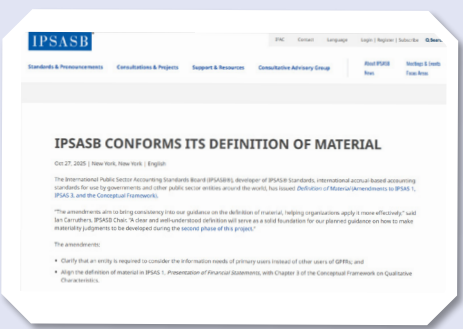 IPSASB
IFAC Contact Language Login | Register | Subscribe Search
Standards & Pronouncements Consultations & Projects Support & Resources Consultative Advisory Group About IPSASB Meetings & Events
News Focus Areas
IPSASB CONFORMS ITS DEFINITION OF MATERIAL
Oct 27, 2025 | New York, New York | English
The International Public Sector Accounting Standards Board (IPSASB®), developer of IPSAS® Standards, international accrual-based accounting
standards for use by governments and other public sector entities around the world, has issued Definition of Material (Amendments to IPSAS 1,
IPSAS 3, and the Conceptual Framework).
"The amendments aim to bring consistency into our guidance on the definition of material, helping organizations apply it more effectively," said
Ian Carruthers, IPSASB Chair. "A clear and well-understood definition will serve as a solid foundation for our planned guidance on how to make
materiality judgments to be developed during the second phase of this project."
The amendments:
• Clarify that an entity is required to consider the information needs of primary users instead of other users of GPFRs; and
• Align the definition of material in IPSAS 1, Presentation of Financial Statements, with Chapter 3 of the Conceptual Framework on Qualitative
Characteristics.